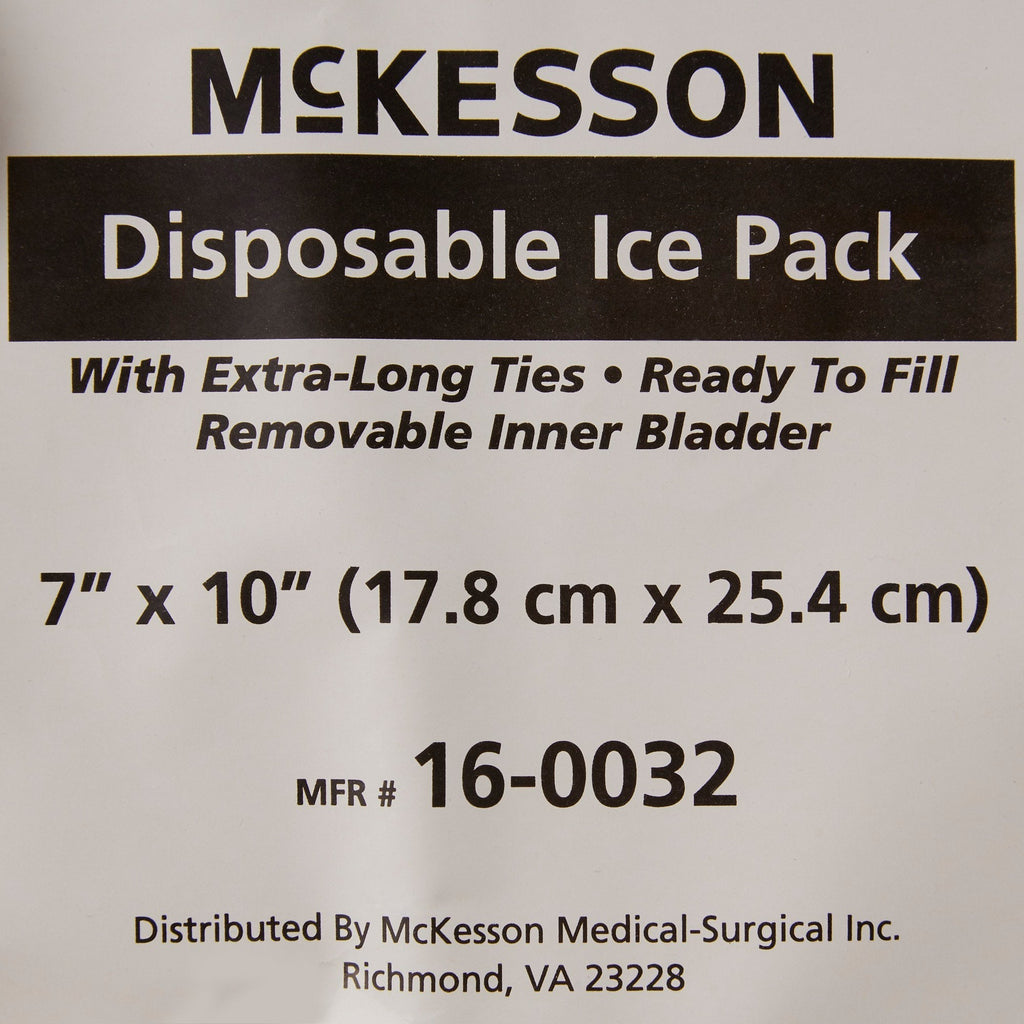 McKESSON
Disposable Ice Pack
With Extra-Long Ties • Ready To Fill
Removable Inner Bladder
7” x 10” (17.8 cm x 25.4 cm)
MFR # 16-0032
Distributed By McKesson Medical-Surgical Inc.
Richmond, VA 23228